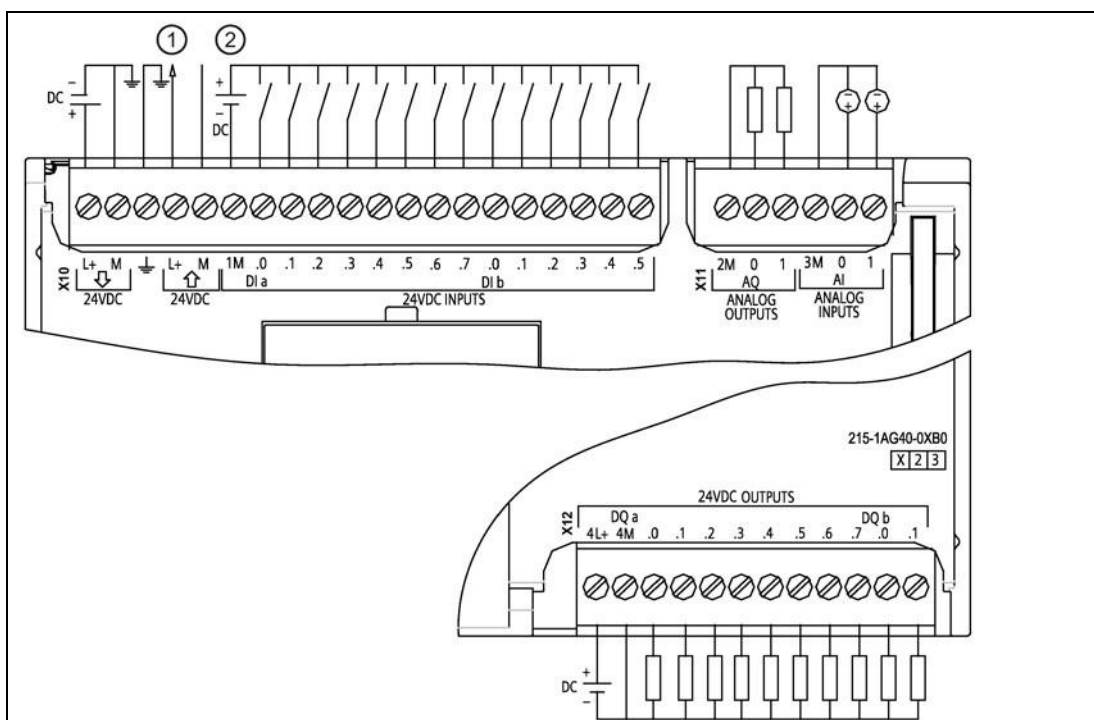 ① ②
−
DC
+
+
−
DC
− +
− +
X10
L+ M L+ M 1M .0 .1 .2 .3 .4 .5 .6 .7 .0 .1 .2 .3 .4 .5
DI a DI b
24VDC 24VDC 24VDC INPUTS
X11
2M 0 1 3M 0 1
AQ AI
ANALOG OUTPUTS
ANALOG INPUTS
215-1AG40-0XB0
X 2 3
24VDC OUTPUTS
X12
DQ a DQ b
4L+ 4M .0 .1 .2 .3 .4 .5 .6 .7 .0 .1
+
DC
−